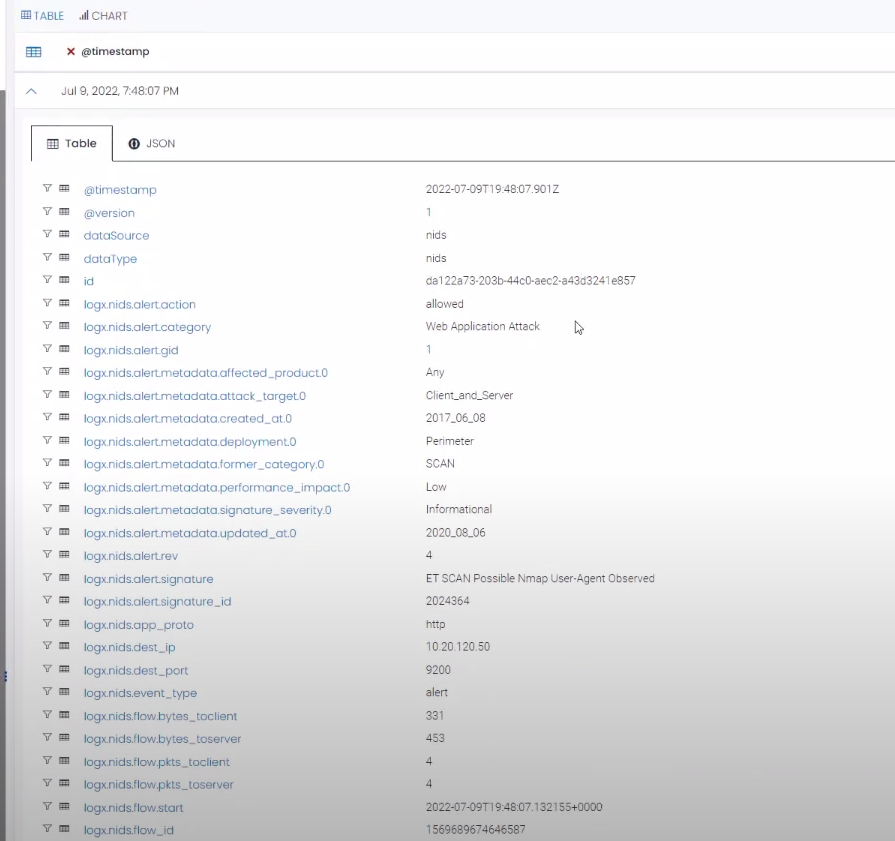 TABLE CHART
@timestamp
Jul 9, 2022, 7:48:07 PM
Table JSON
@timestamp 2022-07-09T19:48:07.901Z
@version 1
dataSource nids
dataType nids
id da122a73-203b-44c0-aec2-a43d3241e857
logx.nids.alert.action allowed
logx.nids.alert.category Web Application Attack
logx.nids.alert.gid 1
logx.nids.alert.metadata.affected_product.0 Any
logx.nids.alert.metadata.attack_target.0 Client_and_Server
logx.nids.alert.metadata.created_at.0 2017_06_08
logx.nids.alert.metadata.deployment.0 Perimeter
logx.nids.alert.metadata.former_category.0 SCAN
logx.nids.alert.metadata.performance_impact.0 Low
logx.nids.alert.metadata.signature_severity.0 Informational
logx.nids.alert.metadata.updated_at.0 2020_08_06
logx.nids.alert.rev 4
logx.nids.alert.signature ET SCAN Possible Nmap User-Agent Observed
logx.nids.alert.signature_id 2024364
logx.nids.app_proto http
logx.nids.dest_ip 10.20.120.50
logx.nids.dest_port 9200
logx.nids.event_type alert
logx.nids.flow.bytes_toclient 331
logx.nids.flow.bytes_toserver 453
logx.nids.flow.pkts_toclient 4
logx.nids.flow.pkts_toserver 4
logx.nids.flow.start 2022-07-09T19:48:07.132155+0000
logx.nids.flow_id 1569689674646587